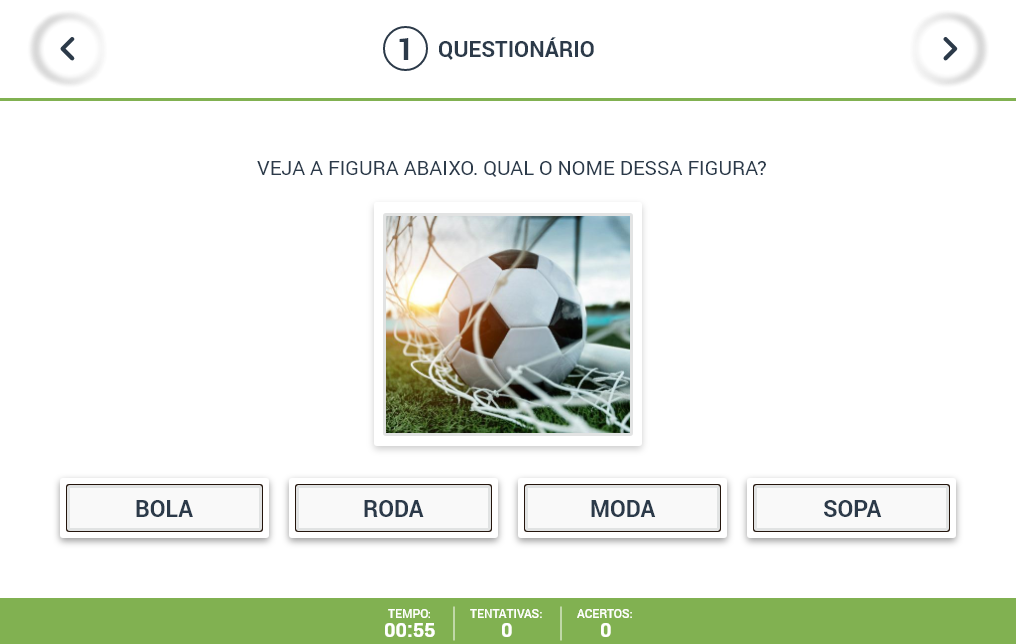 1 QUESTIONÁRIO
VEJA A FIGURA ABAIXO. QUAL O NOME DESSA FIGURA?
BOLA RODA MODA SOPA
TEMPO: TENTATIVAS: ACERTOS:
00:55 0 0